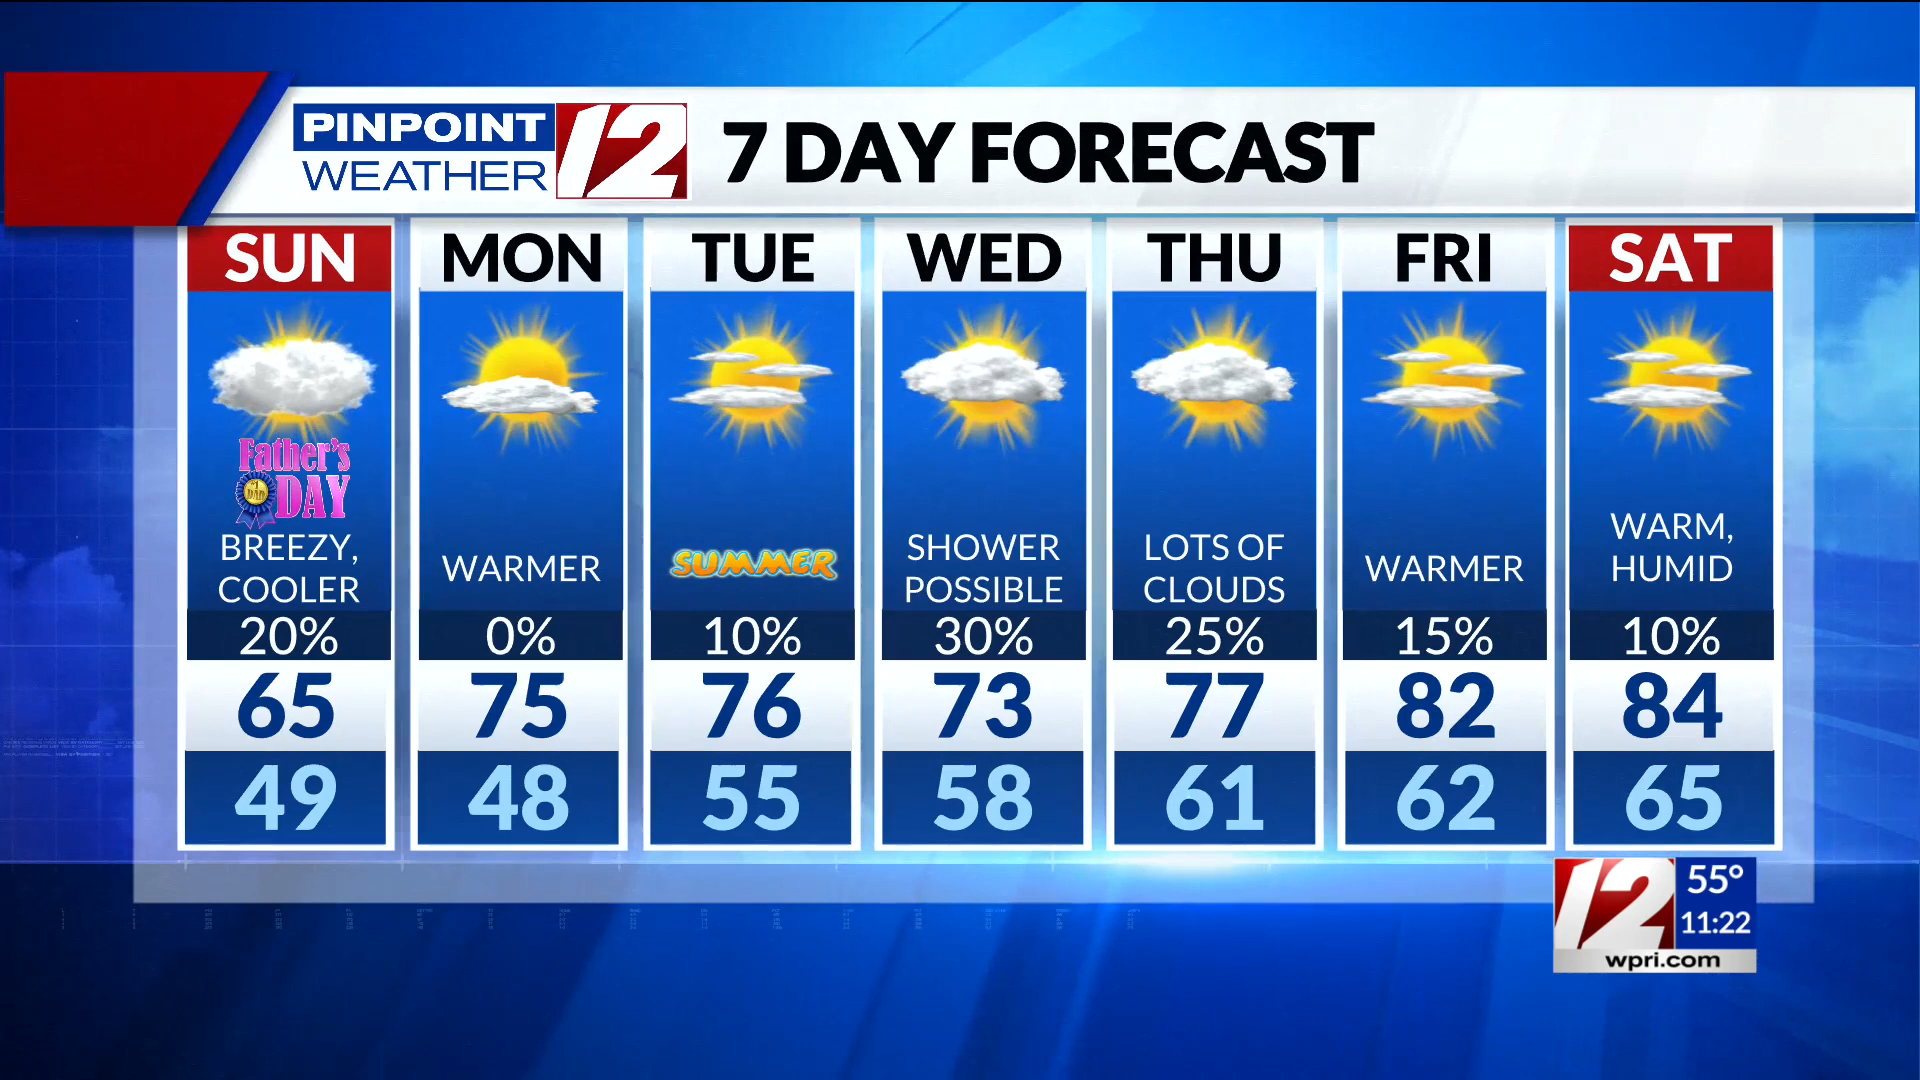 PINPOINT
WEATHER 12
7 DAY FORECAST
SUN MON TUE WED THU FRI SAT
Father's
#1
DAD
DAY
BREEZY,
COOLER
WARMER
SUMMER
SHOWER
POSSIBLE
LOTS OF
CLOUDS
WARMER
WARM,
HUMID
20% 0% 10% 30% 25% 15% 10%
65 75 76 73 77 82 84
49 48 55 58 61 62 65
12
55°
11:22
wpri.com